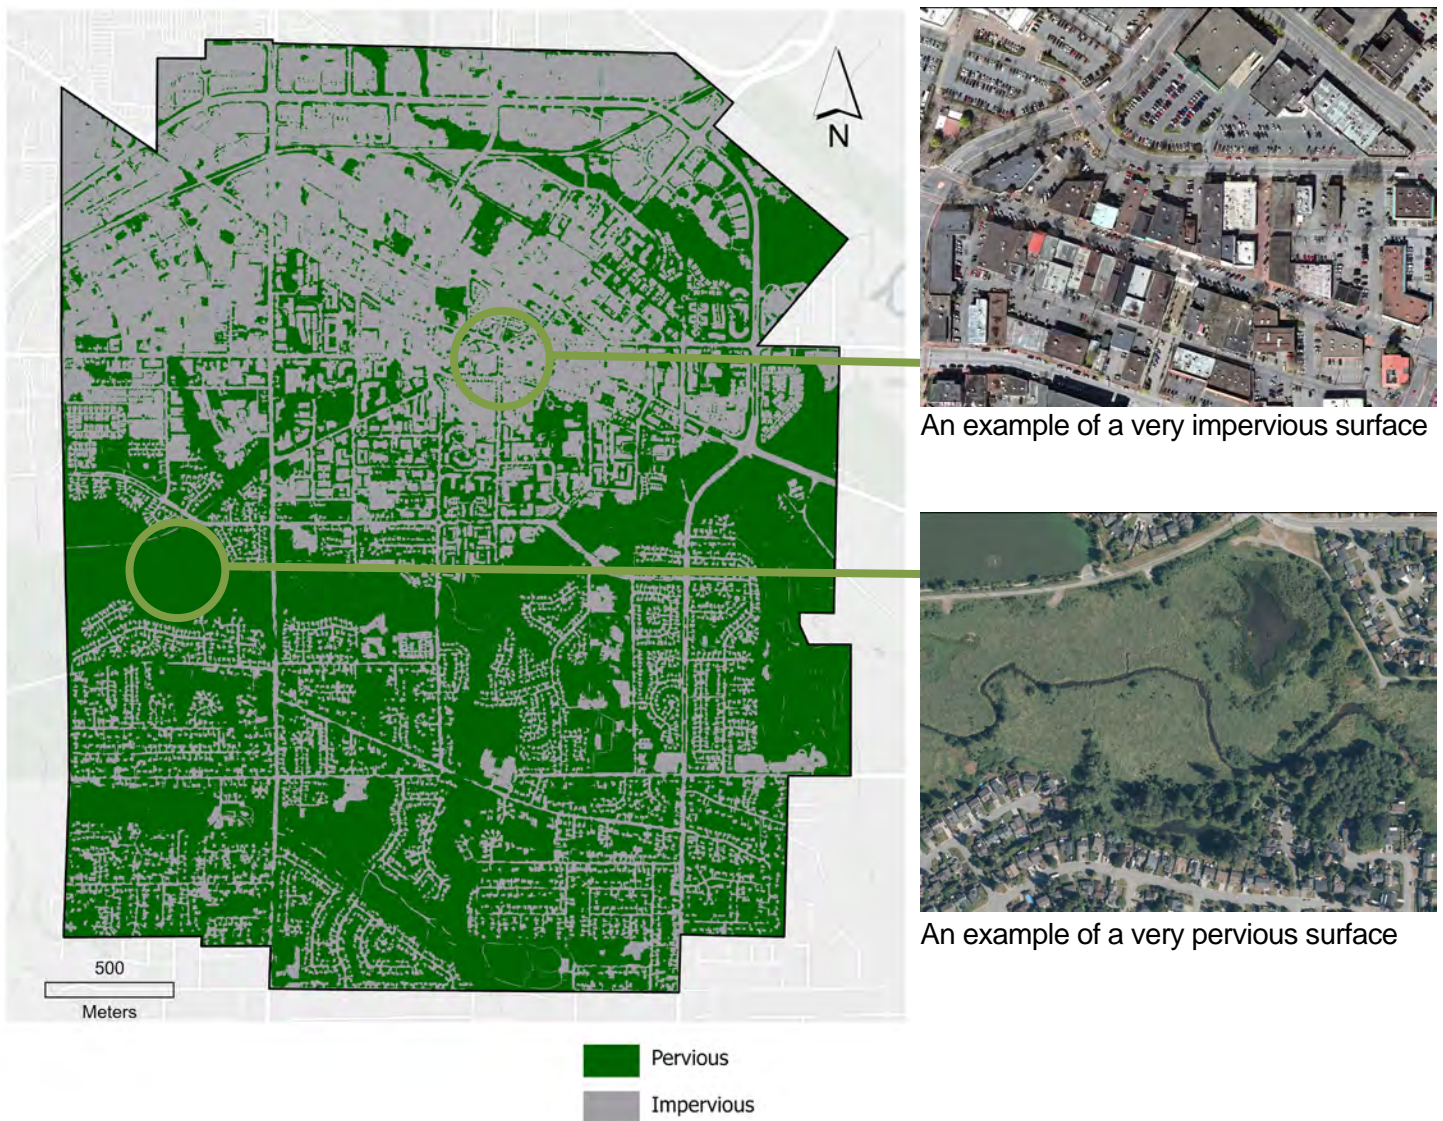 N
An example of a very impervious surface
An example of a very pervious surface
500
Meters
Pervious
Impervious